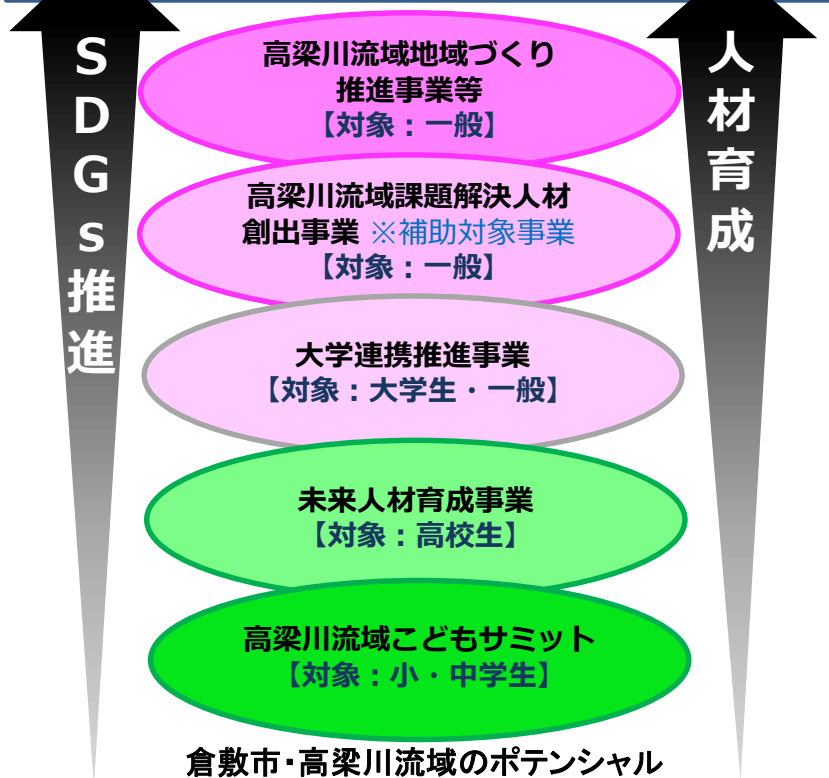 SDGs推進
高梁川流域地域づくり
推進事業等
【対象：一般】
高梁川流域課題解決人材
創出事業 ※補助対象事業
【対象：一般】
大学連携推進事業
【対象：大学生・一般】
未来人材育成事業
【対象：高校生】
高梁川流域こどもサミット
【対象：小・中学生】
人材育成
倉敷市・高梁川流域のポテンシャル